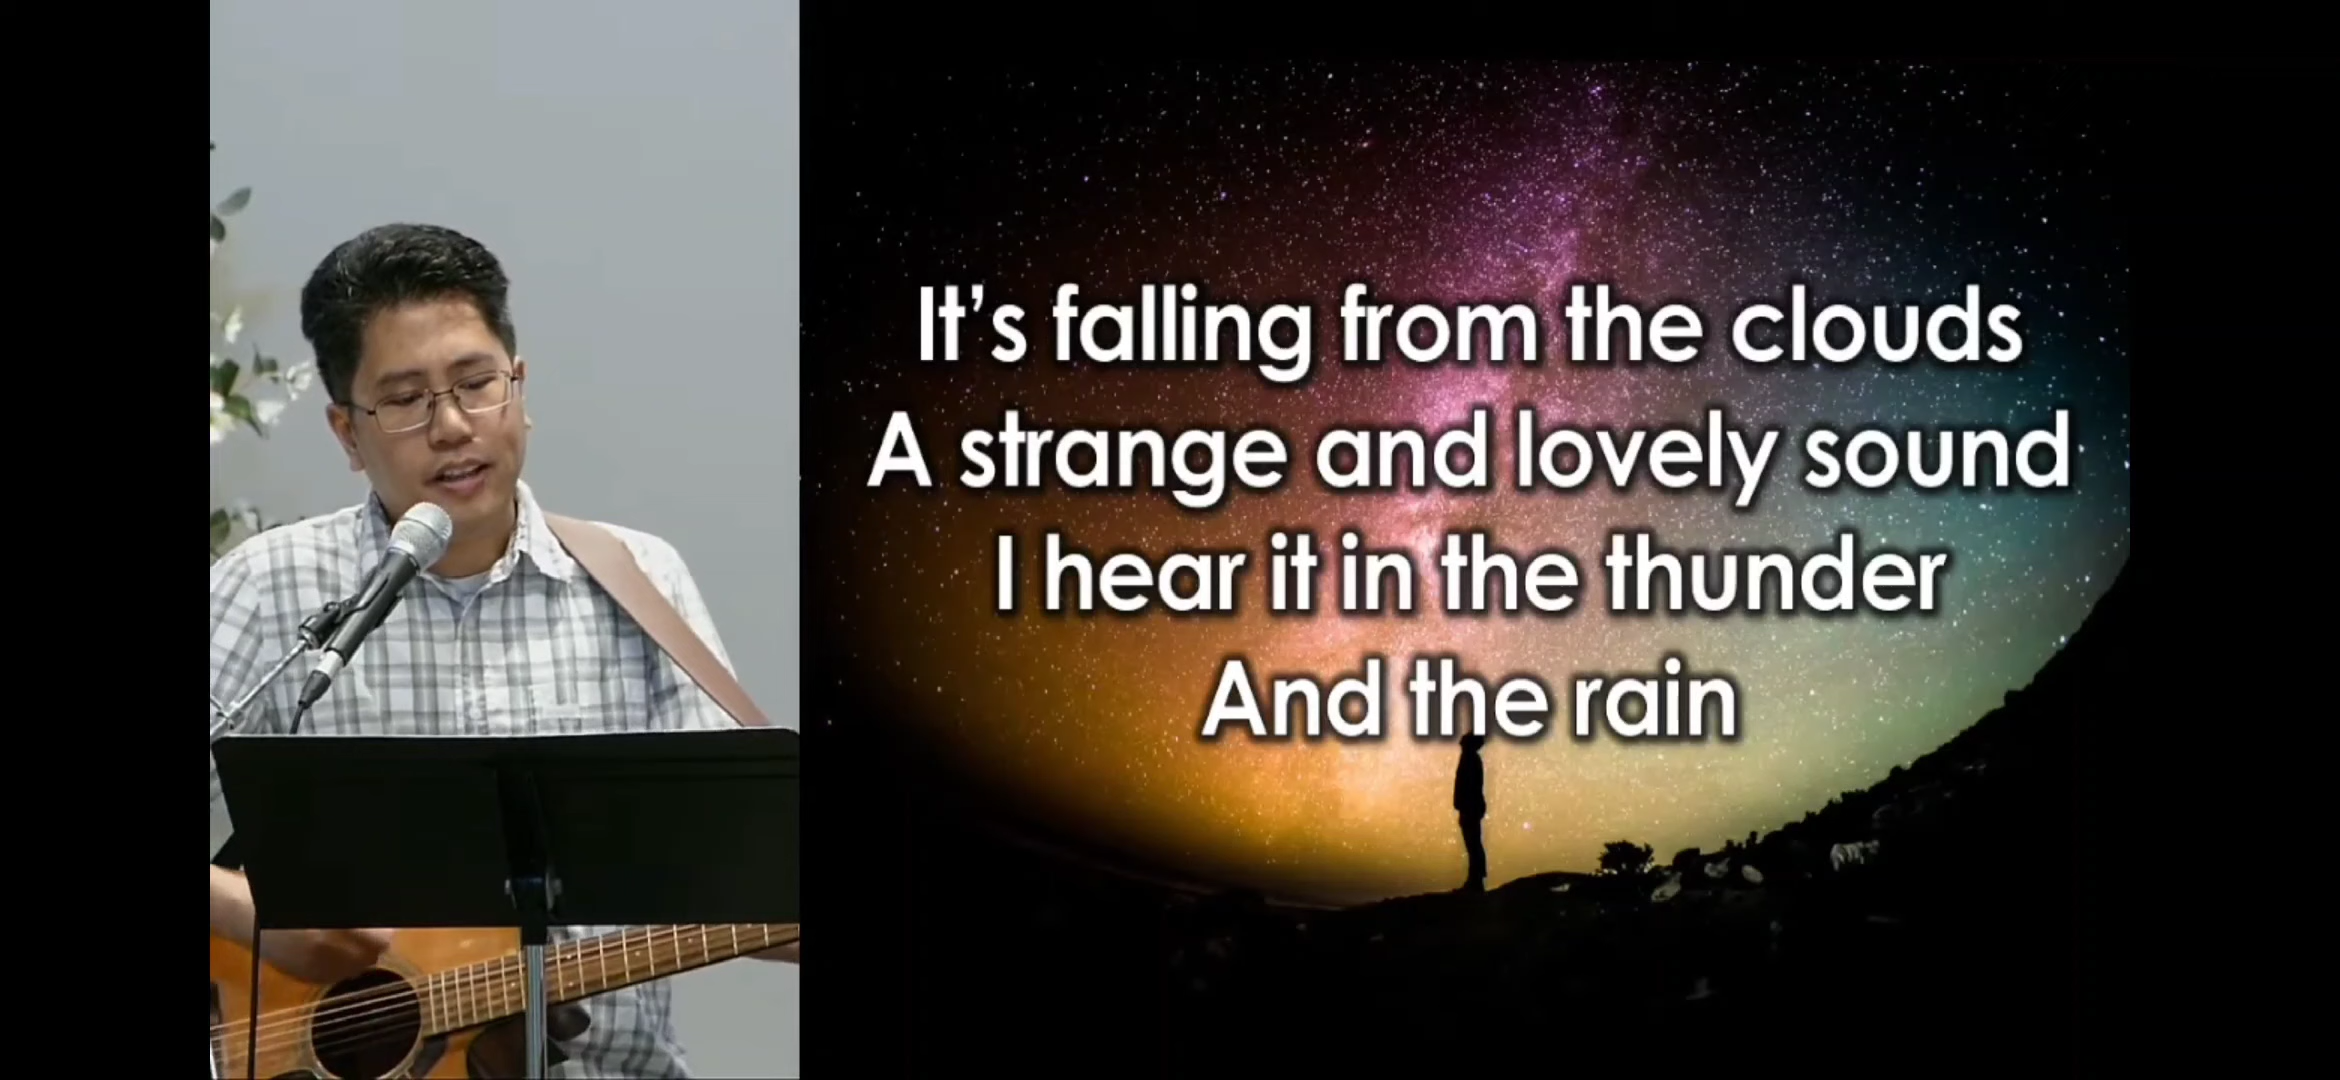 It’s falling from the clouds
A strange and lovely sound
I hear it in the thunder
And the rain